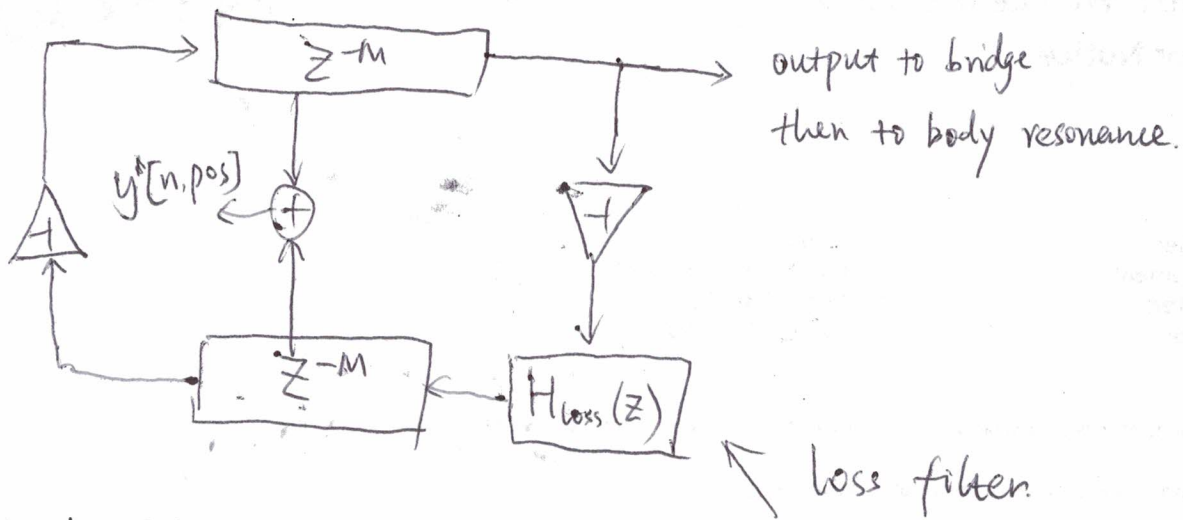 z^-M
output to bridge
then to body resonance.
y^n[n,pos]
+
-1
-1
z^-M
H_loss(z)
loss filter.